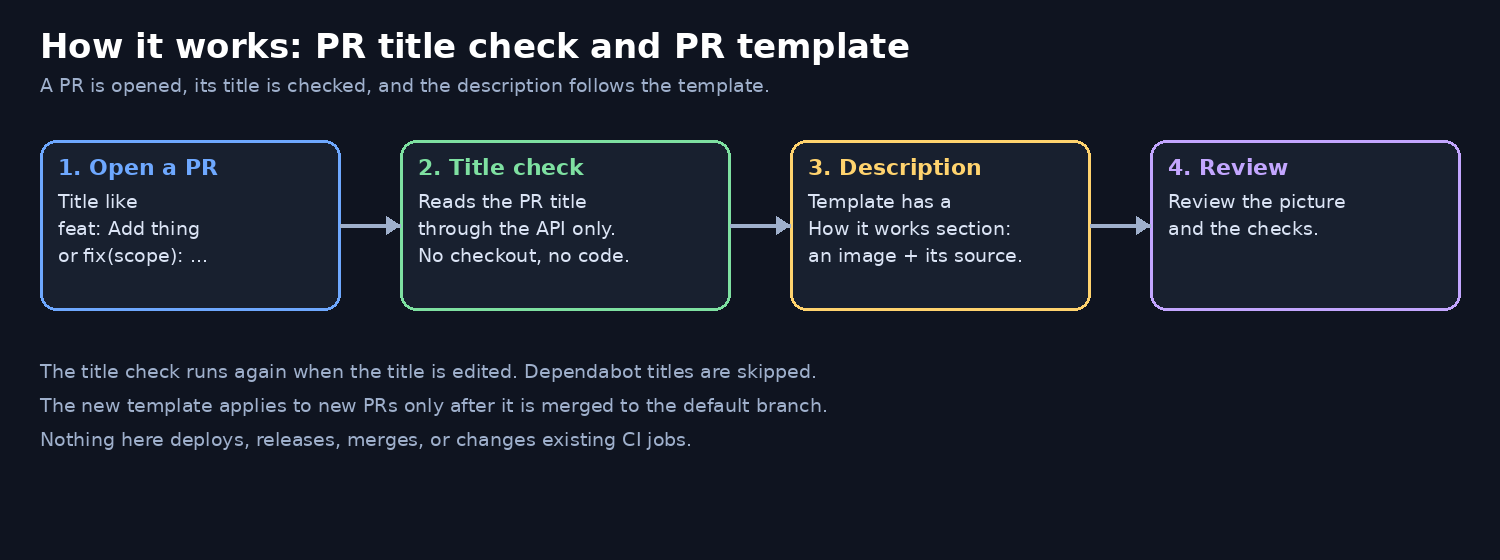 How it works: PR title check and PR template
A PR is opened, its title is checked, and the description follows the template.
1. Open a PR
Title like
feat: Add thing
or fix(scope): ...
2. Title check
Reads the PR title
through the API only.
No checkout, no code.
3. Description
Template has a
How it works section:
an image + its source.
4. Review
Review the picture
and the checks.
The title check runs again when the title is edited. Dependabot titles are skipped.
The new template applies to new PRs only after it is merged to the default branch.
Nothing here deploys, releases, merges, or changes existing CI jobs.